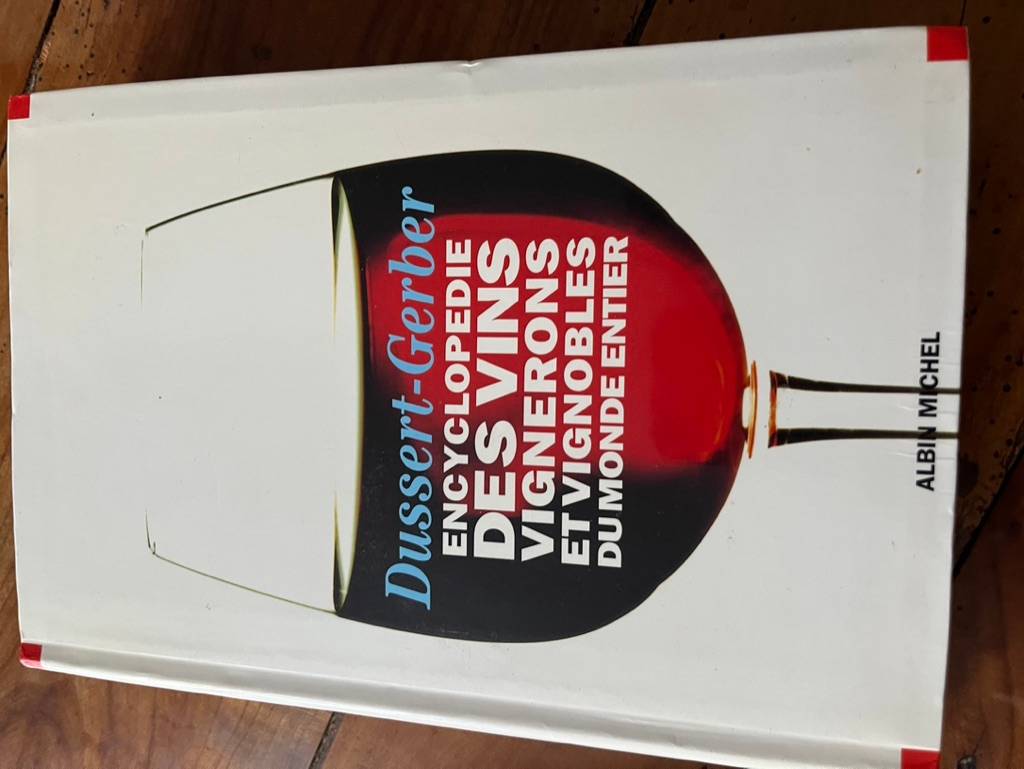 Dussert-Gerber
ENCYCLOPEDIE
DES VINS
VIGNERONS
ET VIGNOBLES
DU MONDE ENTIER
ALBIN MICHEL